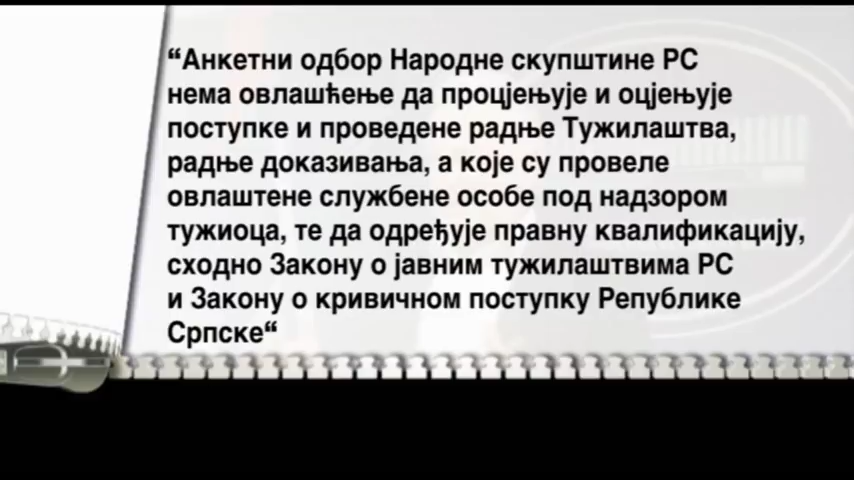 “Анкетни одбор Народне скупштине РС
нема овлашћење да процјењује и оцјењује
поступке и проведене радње Тужилаштва,
радње доказивања, а које су провеле
овлаштене службене особе под надзором
тужиоца, те да одређује правну квалификацију,
сходно Закону о јавним тужилаштвима РС
и Закону о кривичном поступку Републике
Српске“